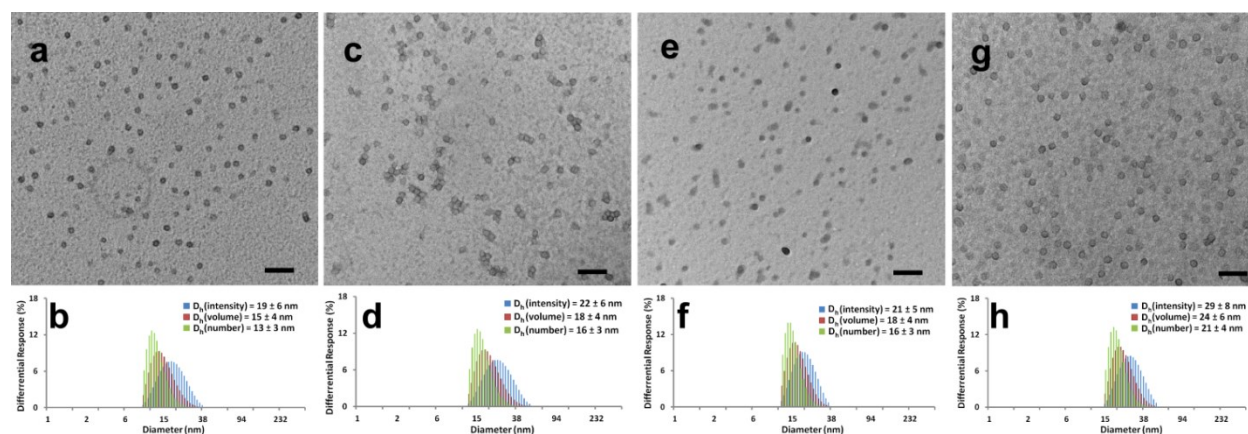 a
c
e
g
b
18
12
6
0
Differrential Response (%)
Dh(intensity) = 19 ± 6 nm
Dh(volume) = 15 ± 4 nm
Dh(number) = 13 ± 3 nm
1 2 6 15 38 94 232
Diameter (nm)
d
18
12
6
0
Differrential Response (%)
Dh(intensity) = 22 ± 6 nm
Dh(volume) = 18 ± 4 nm
Dh(number) = 16 ± 3 nm
1 2 6 15 38 94 232
Diameter (nm)
f
18
12
6
0
Differrential Response (%)
Dh(intensity) = 21 ± 5 nm
Dh(volume) = 18 ± 4 nm
Dh(number) = 16 ± 3 nm
1 2 6 15 38 94 232
Diameter (nm)
h
18
12
6
0
Differrential Response (%)
Dh(intensity) = 29 ± 8 nm
Dh(volume) = 24 ± 6 nm
Dh(number) = 21 ± 4 nm
1 2 6 15 38 94 232
Diameter (nm)